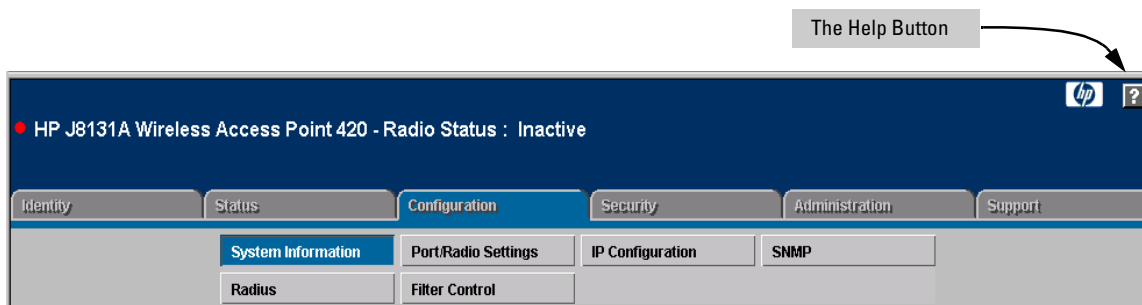 The Help Button
hp
?
HP J8131A Wireless Access Point 420 - Radio Status : Inactive
Identity Status Configuration Security Administration Support
System Information Port/Radio Settings IP Configuration SNMP
Radius Filter Control